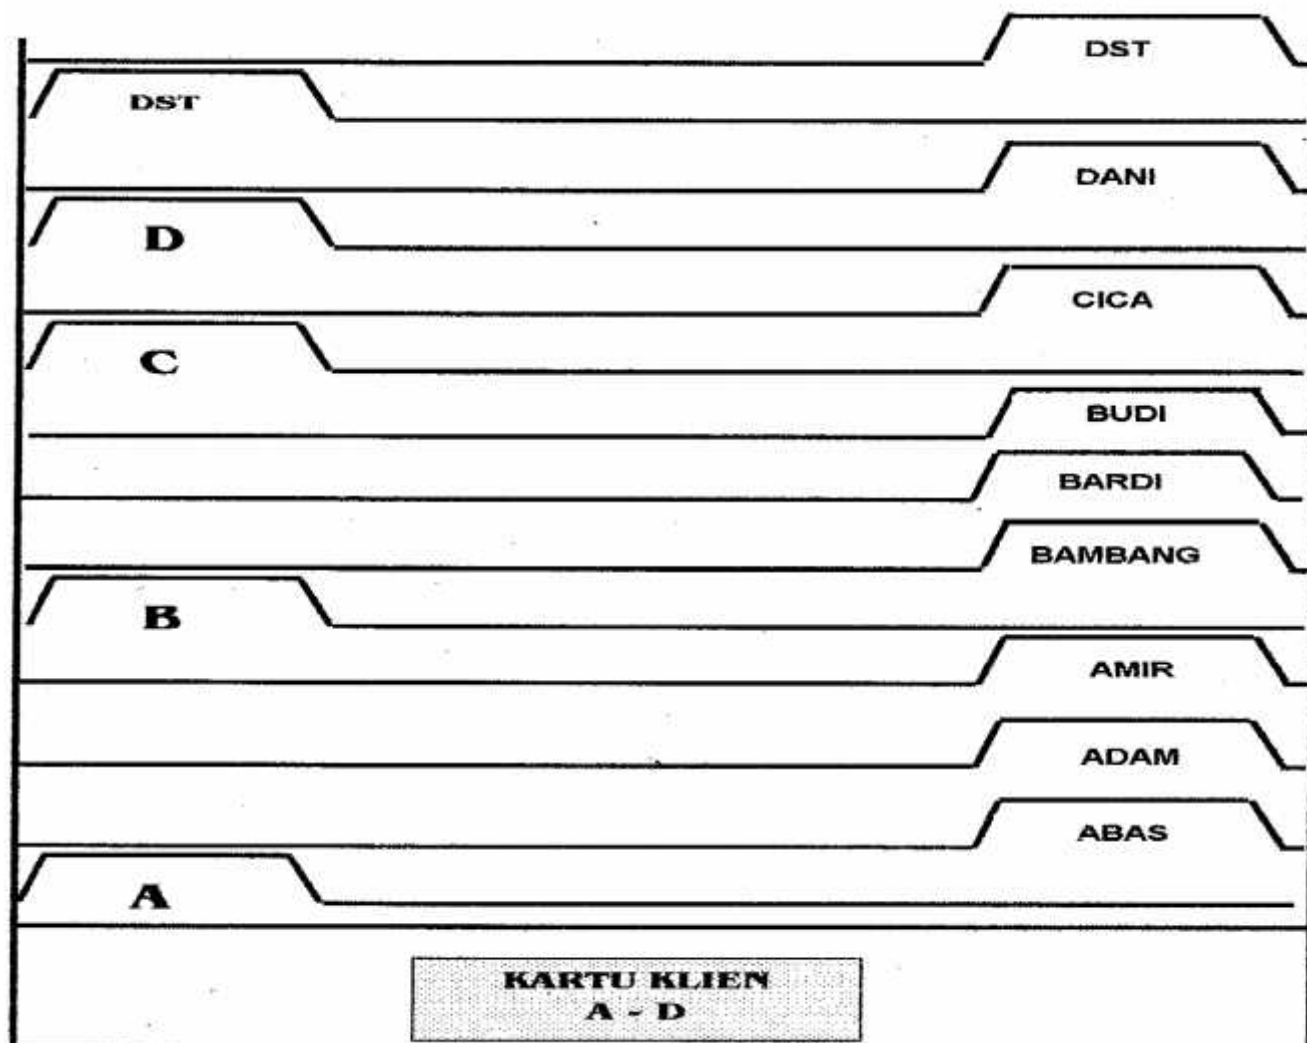 DST
DST
DANI
D
CICA
C
BUDI
BARDI
BAMBANG
B
AMIR
ADAM
ABAS
A
KARTU KLIEN
A - D